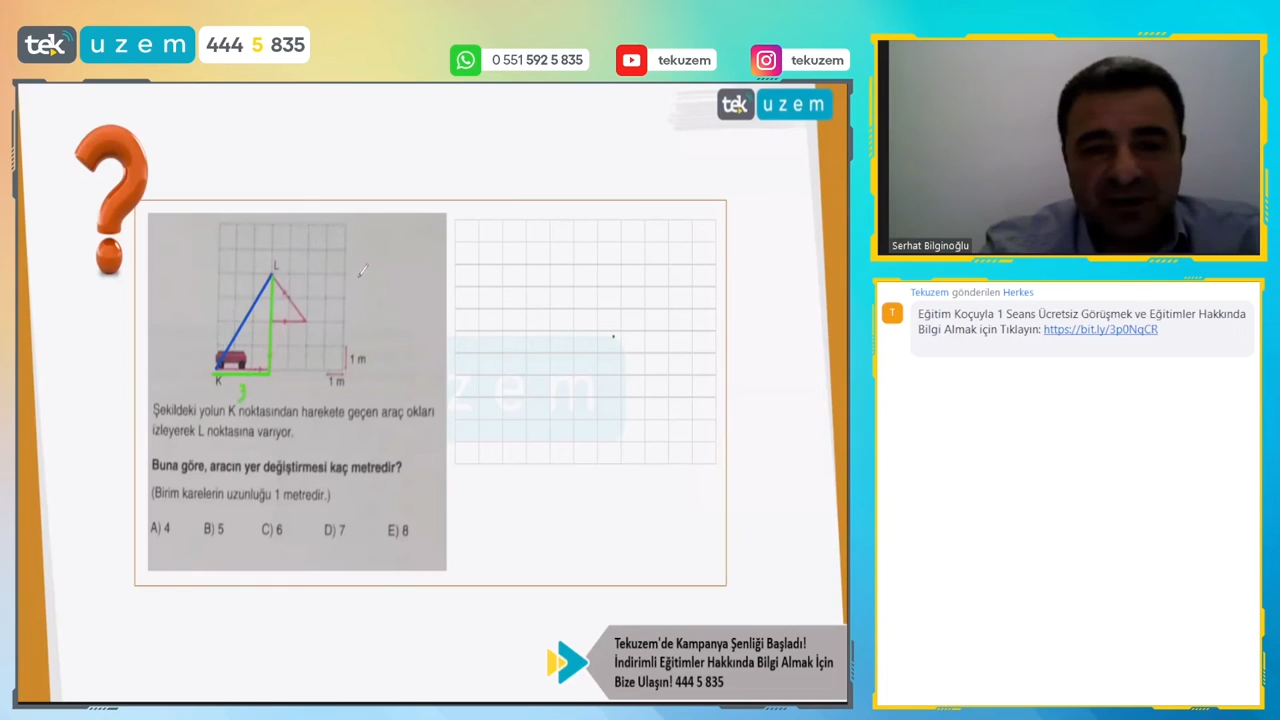 tek uzem 444 5 835
0 551 592 5 835
tekuzem
tekuzem
tek uzem
Serhat Bilginoğlu
Tekuzem gönderilen Herkes
T
Eğitim Koçuyla 1 Seans Ücretsiz Görüşmek ve Eğitimler Hakkında
Bilgi Almak için Tıklayın: https://bit.ly/3p0NqCR
L
1 m
K
1 m
3
zem
Şekildeki yolun K noktasından harekete geçen araç okları
izleyerek L noktasına varıyor.
Buna göre, aracın yer değiştirmesi kaç metredir?
(Birim karelerin uzunluğu 1 metredir.)
A) 4 B) 5 C) 6 D) 7 E) 8
Tekuzem'de Kampanya Şenliği Başladı!
İndirimli Eğitimler Hakkında Bilgi Almak İçin
Bize Ulaşın! 444 5 835